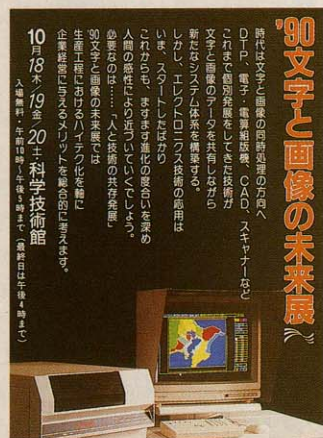 '90文字と画像の未来展
時代は文字と画像の同時処理の方向へ
DTP、電子・電算組版機、CAD、スキャナーなど
これまで個別発展をしてきた技術が
文字と画像のデータを共有しながら
新たなシステム体系を構築する。
しかし、エレクトロニクス技術の応用は
いま、スタートしたばかり
これからも、ますます進化の度合いを深め
人間の感性により近づいていくでしょう。
必要なのは……「人と技術の共存発展」
'90文字と画像の未来展では
生産工程におけるハイテク化を軸に
企業経営に与えるメリットを総合的に考えます。
10月18木/19金/20土・科学技術館
入場無料・午前10時〜午後5時まで(最終日は午後4時まで)